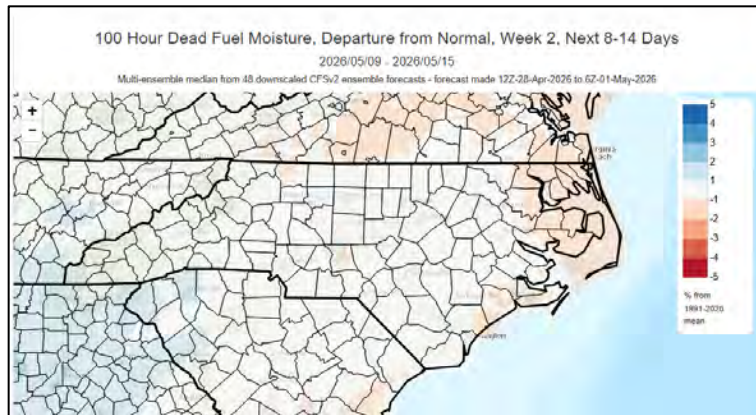 100 Hour Dead Fuel Moisture, Departure from Normal, Week 2, Next 8-14 Days
2026/05/09 - 2026/05/15
Multi-ensemble median from 48 downscaled CFSv2 ensemble forecasts - forecast made 12Z-28-Apr-2026 to 6Z-01-May-2026
+
−
5
4
3
2
1
-1
-2
-3
-4
-5
% from
1991-2020
mean